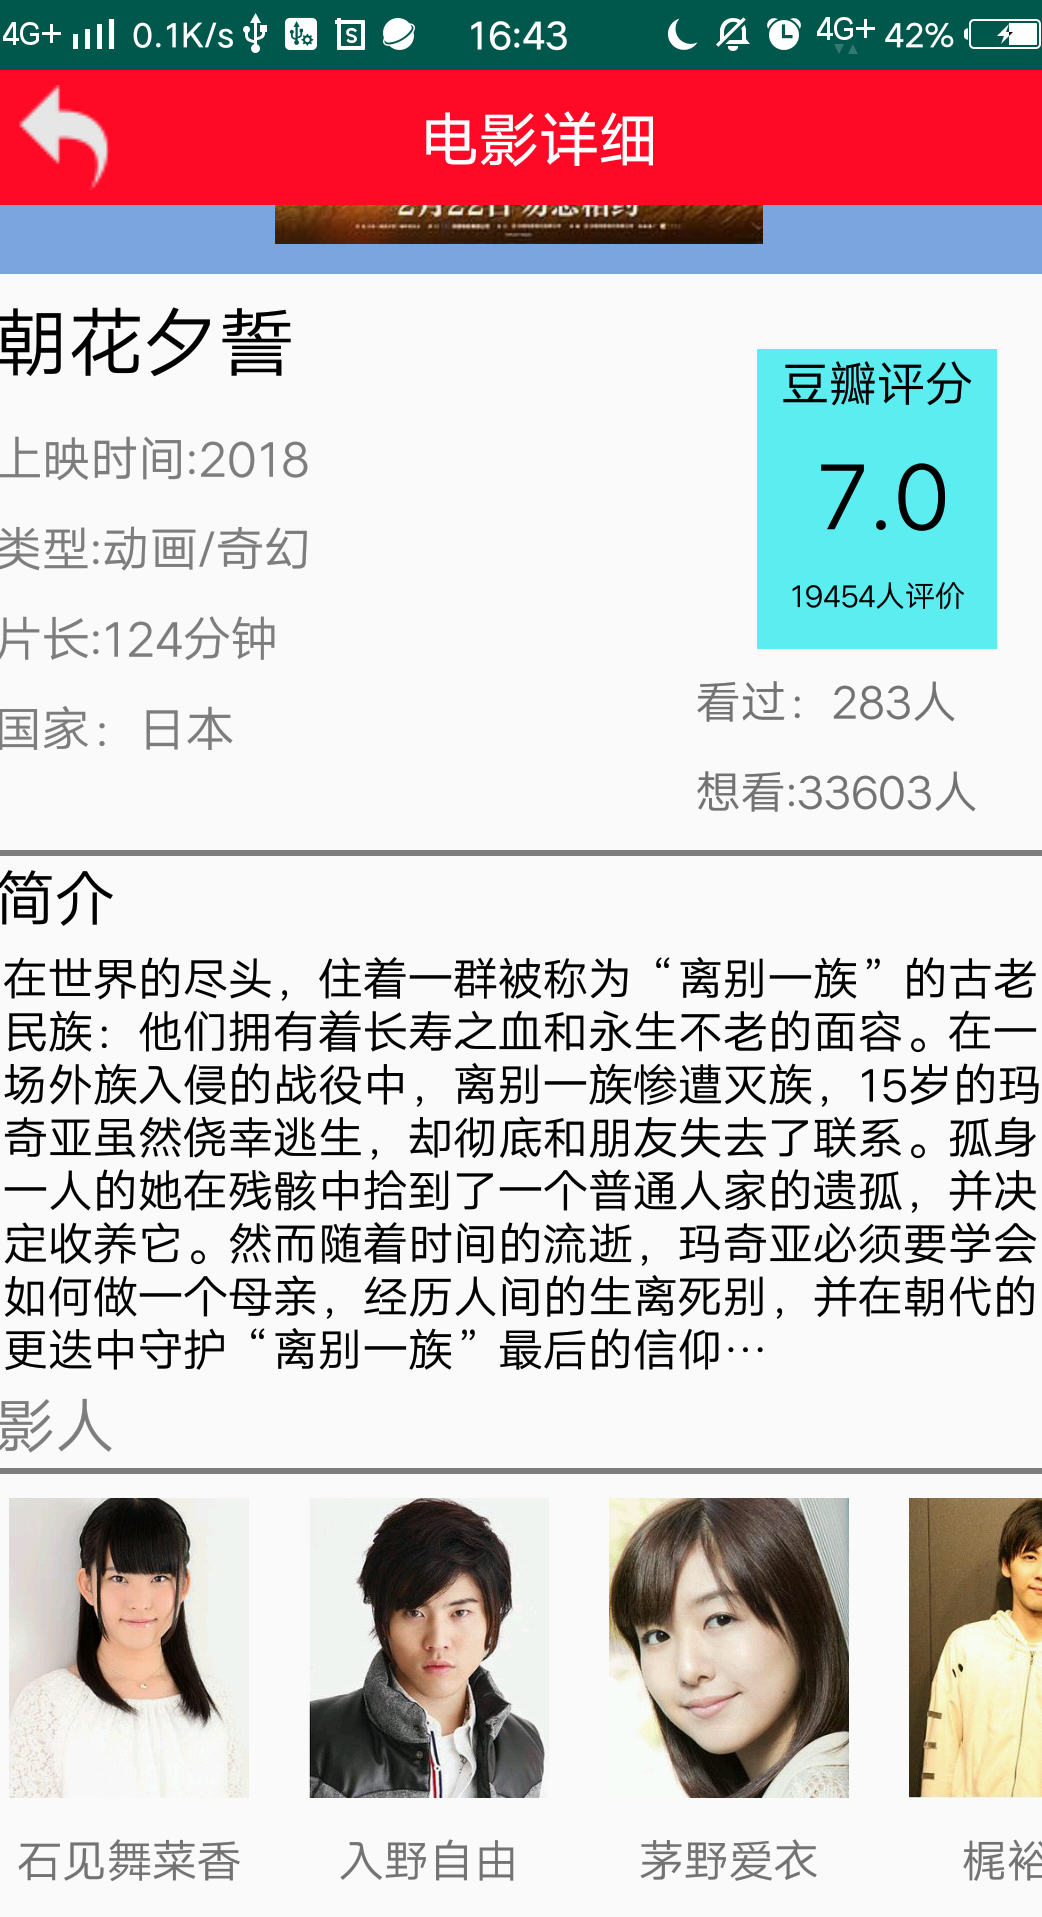 4G+ 0.1K/s 16:43 4G+ 42%
电影详细
2月22日 勿忘相约
朝花夕誓
豆瓣评分
上映时间:2018
7.0
类型:动画/奇幻
19454人评价
片长:124分钟
看过：283人
国家：日本
想看:33603人
简介
在世界的尽头，住着一群被称为“离别一族”的古老
民族：他们拥有着长寿之血和永生不老的面容。在一
场外族入侵的战役中，离别一族惨遭灭族，15岁的玛
奇亚虽然侥幸逃生，却彻底和朋友失去了联系。孤身
一人的她在残骸中拾到了一个普通人家的遗孤，并决
定收养它。然而随着时间的流逝，玛奇亚必须要学会
如何做一个母亲，经历人间的生离死别，并在朝代的
更迭中守护“离别一族”最后的信仰…
影人
石见舞菜香 入野自由 茅野爱衣 梶裕